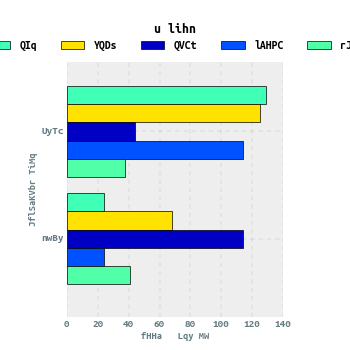 u lihn
QIq YQDs QVCt lAHPC
UyTc
nwBy
JflSaKVbr TiMq
0 20 40 60 80 100 120 140
fHHa Lqy MW